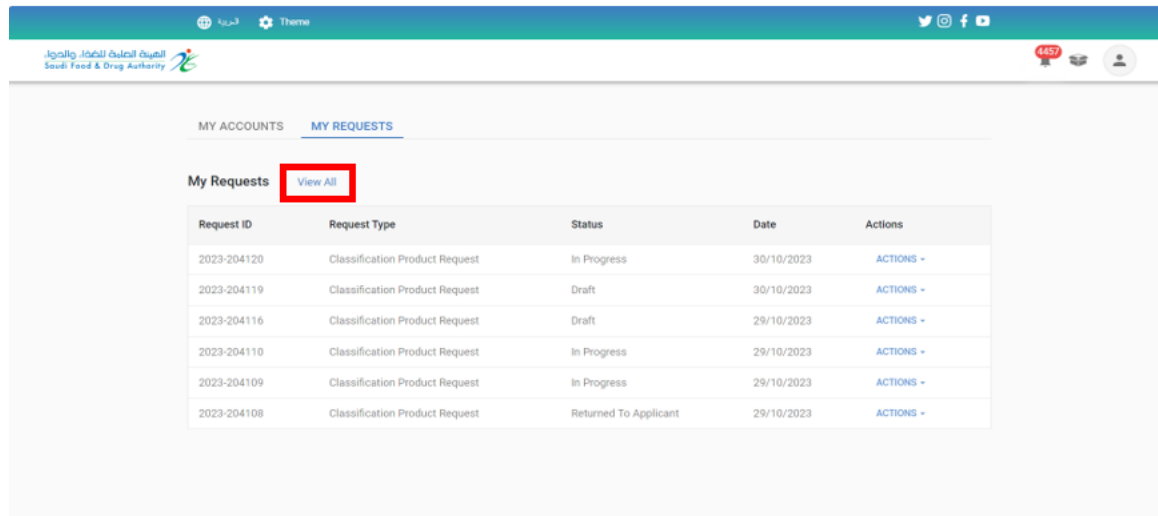 العربية Theme
الهيئة العامة للغذاء والدواء
Saudi Food & Drug Authority
4457
MY ACCOUNTS MY REQUESTS
My Requests View All
Request ID Request Type Status Date Actions
2023-204120 Classification Product Request In Progress 30/10/2023 ACTIONS
2023-204119 Classification Product Request Draft 30/10/2023 ACTIONS
2023-204116 Classification Product Request Draft 29/10/2023 ACTIONS
2023-204110 Classification Product Request In Progress 29/10/2023 ACTIONS
2023-204109 Classification Product Request In Progress 29/10/2023 ACTIONS
2023-204108 Classification Product Request Returned To Applicant 29/10/2023 ACTIONS